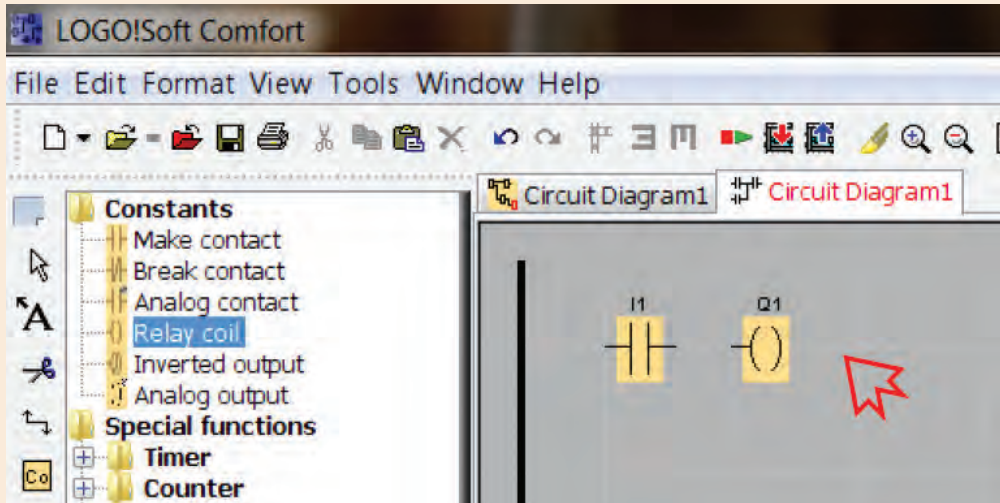 LOGO!Soft Comfort
File Edit Format View Tools Window Help
Circuit Diagram1
Circuit Diagram1
Constants
Make contact
Break contact
Analog contact
Relay coil
Inverted output
Analog output
Special functions
Timer
Counter
A
Co
I1
Q1